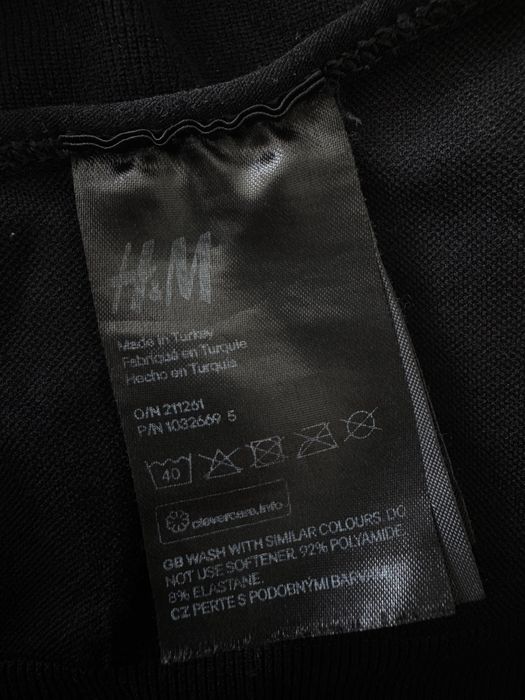 H&M
Made in Turkey
Fabriqué en Turquie
Hecho en Turquía
O/N 211261
P/N 1032669 5
40
clevercare.info
GB WASH WITH SIMILAR COLOURS. DO
NOT USE SOFTENER. 92% POLYAMIDE,
8% ELASTANE.
CZ PERTE S PODOBNÝMI BARVAMI.